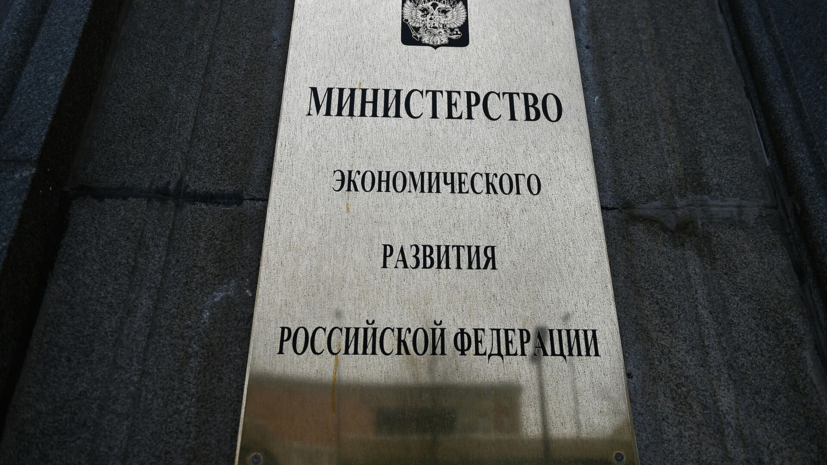 МИНИСТЕРСТВО
ЭКОНОМИЧЕСКОГО
РАЗВИТИЯ
РОССИЙСКОЙ ФЕДЕРАЦИИ